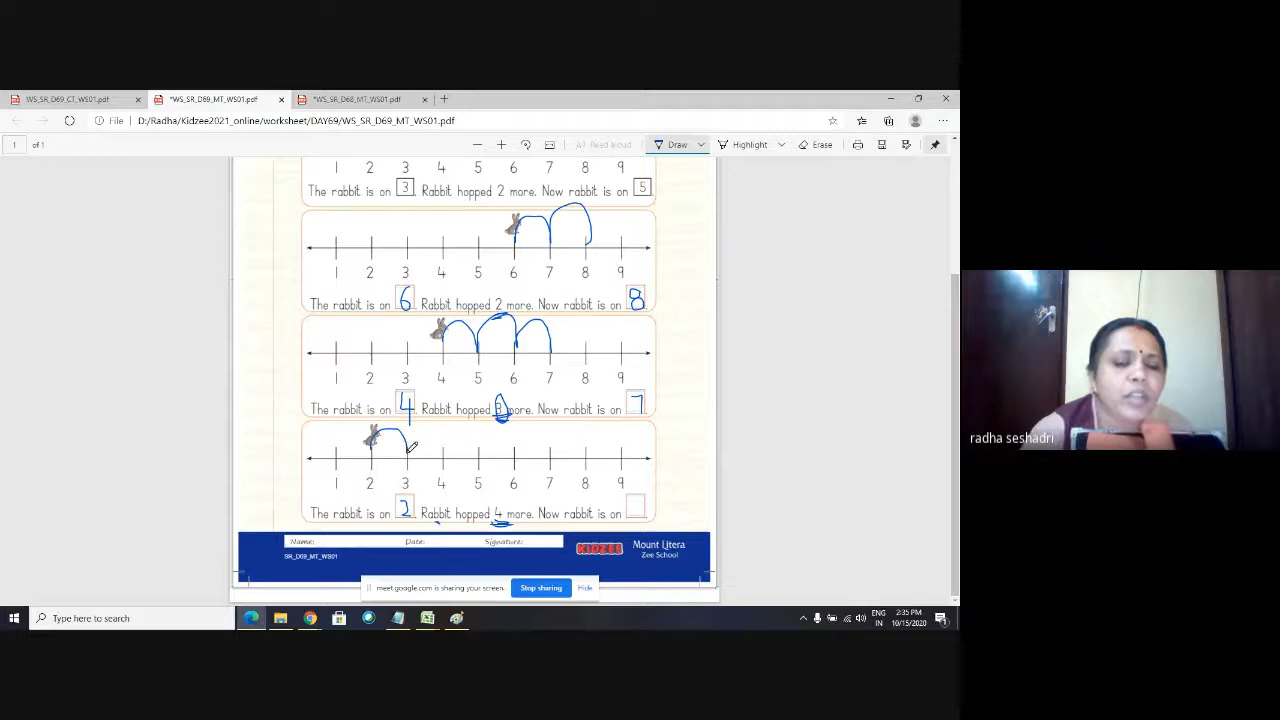 WS_SR_D69_CT_WS01.pdf
*WS_SR_D69_MT_WS01.pdf
*WS_SR_D68_MT_WS01.pdf
File D:/Radha/Kidzee2021_online/worksheet/DAY69/WS_SR_D69_MT_WS01.pdf
1 of 1 Read aloud Draw Highlight Erase
1 2 3 4 5 6 7 8 9
The rabbit is on 3. Rabbit hopped 2 more. Now rabbit is on 5
1 2 3 4 5 6 7 8 9
The rabbit is on 6. Rabbit hopped 2 more. Now rabbit is on 8
1 2 3 4 5 6 7 8 9
The rabbit is on 4. Rabbit hopped 3 more. Now rabbit is on 7
1 2 3 4 5 6 7 8 9
The rabbit is on 2. Rabbit hopped 4 more. Now rabbit is on
Name: Date: Signature:
SR_D69_MT_WS01
KIDZEE
Mount Litera
Zee School
meet.google.com is sharing your screen. Stop sharing Hide
radha seshadri
Type here to search
ENG
IN
2:35 PM
10/15/2020